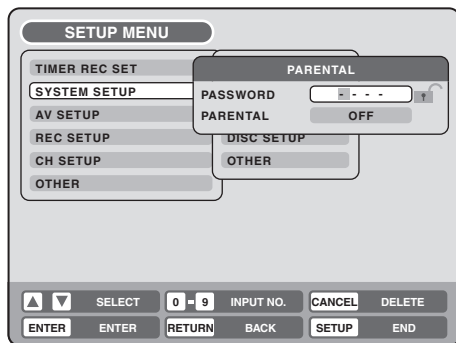 SETUP MENU
TIMER REC SET
SYSTEM SETUP
AV SETUP
REC SETUP
CH SETUP
OTHER
PARENTAL
PASSWORD - - - -
PARENTAL OFF
DISC SETUP
OTHER
▲ ▼ SELECT 0 - 9 INPUT NO. CANCEL DELETE
ENTER ENTER RETURN BACK SETUP END